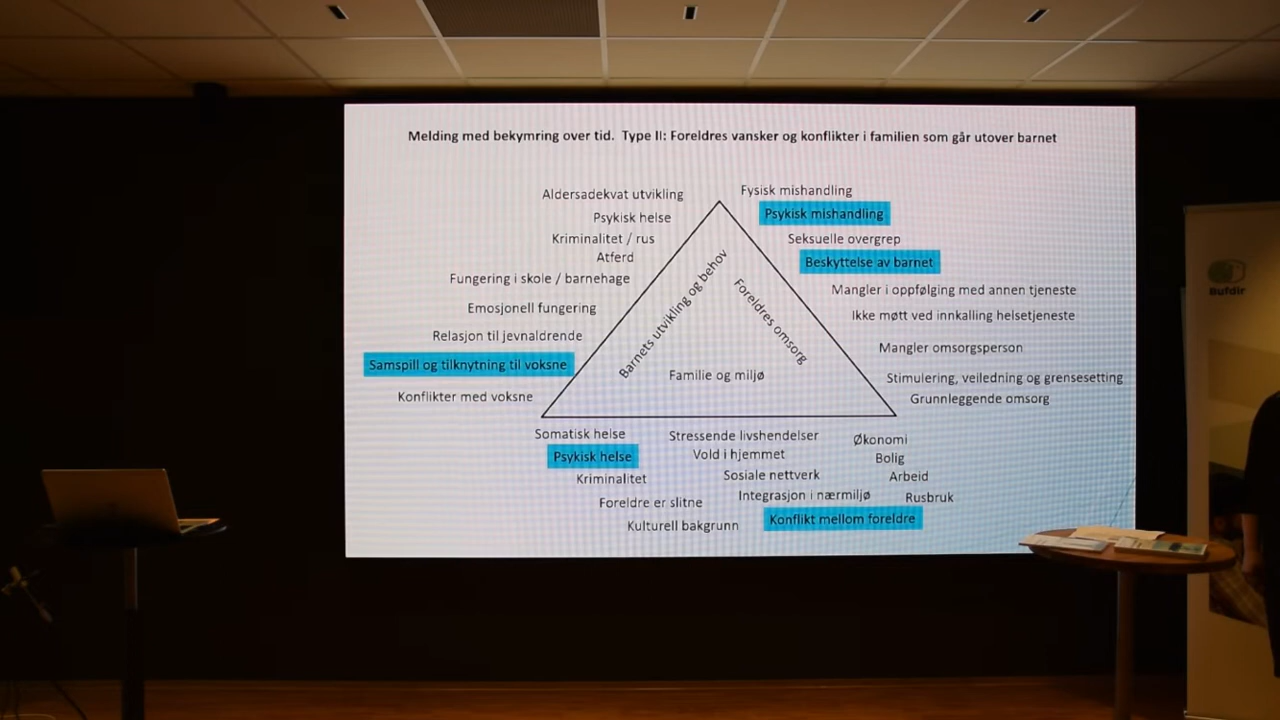 Melding med bekymring over tid.  Type II: Foreldres vansker og konflikter i familien som går utover barnet
Aldersadekvat utvikling
Psykisk helse
Kriminalitet / rus
Atferd
Fungering i skole / barnehage
Emosjonell fungering
Relasjon til jevnaldrende
Samspill og tilknytning til voksne
Konflikter med voksne
Barnets utvikling og behov
Foreldres omsorg
Familie og miljø
Fysisk mishandling
Psykisk mishandling
Seksuelle overgrep
Beskyttelse av barnet
Mangler i oppfølging med annen tjeneste
Ikke møtt ved innkalling helsetjeneste
Mangler omsorgsperson
Stimulering, veiledning og grensesetting
Grunnleggende omsorg
Somatisk helse
Psykisk helse
Kriminalitet
Foreldre er slitne
Kulturell bakgrunn
Stressende livshendelser
Vold i hjemmet
Sosiale nettverk
Integrasjon i nærmiljø
Konflikt mellom foreldre
Økonomi
Bolig
Arbeid
Rusbruk
Bufdir